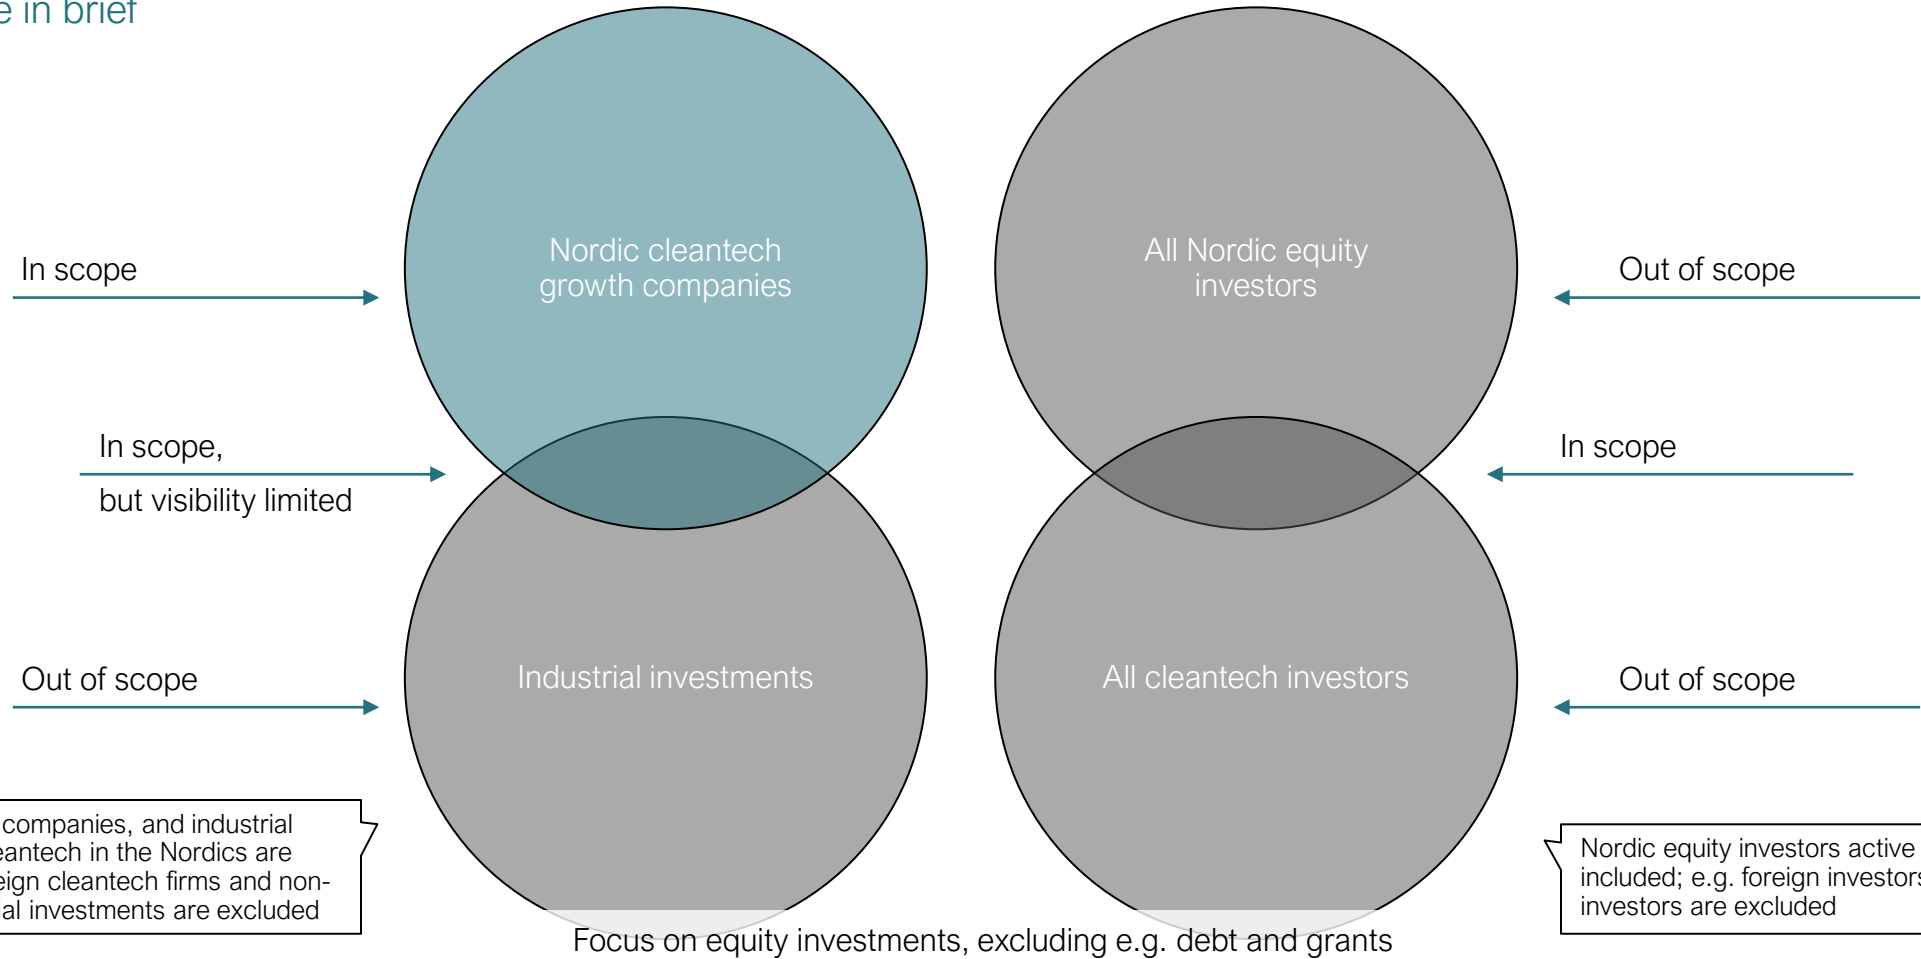 in brief
In scope
Nordic cleantech
growth companies
All Nordic equity
investors
Out of scope
In scope,
but visibility limited
In scope
Out of scope
Industrial investments
All cleantech investors
Out of scope
companies, and industrial
in the Nordics are
cleantech firms and non-
investments are excluded
Nordic equity investors active
included; e.g. foreign investors
investors are excluded
Focus on equity investments, excluding e.g. debt and grants